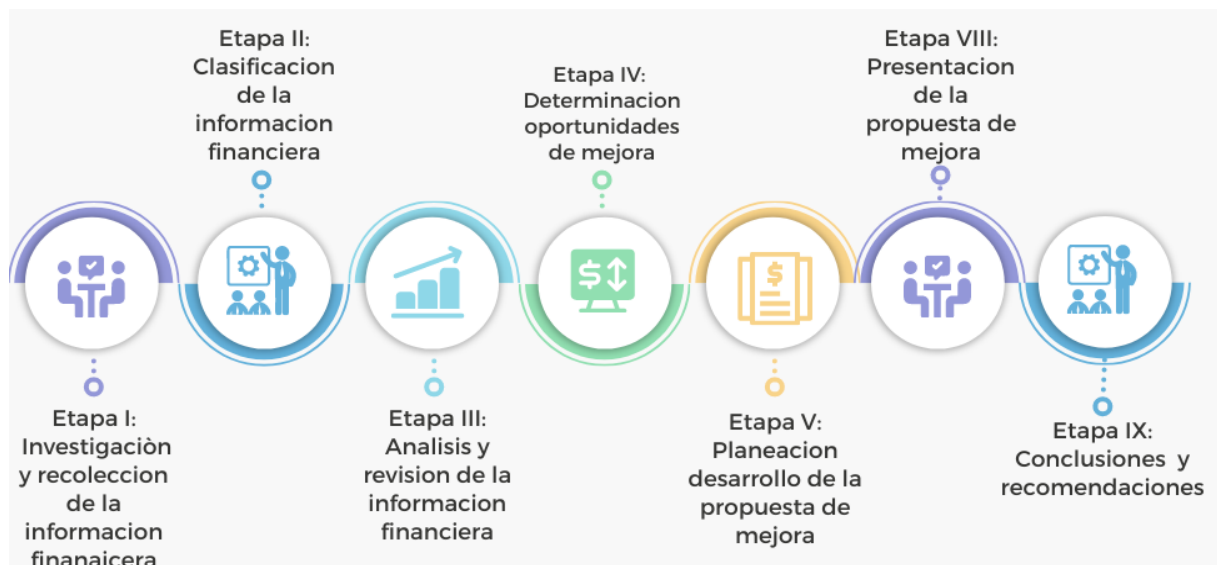 Etapa I:
Investigaciòn
y recoleccion
de la
informacion
finanaicera
Etapa II:
Clasificacion
de la
informacion
financiera
Etapa III:
Analisis y
revision de la
informacion
financiera
Etapa IV:
Determinacion
oportunidades
de mejora
Etapa V:
Planeacion
desarrollo de la
propuesta de
mejora
Etapa VIII:
Presentacion
de la
propuesta de
mejora
Etapa IX:
Conclusiones y
recomendaciones